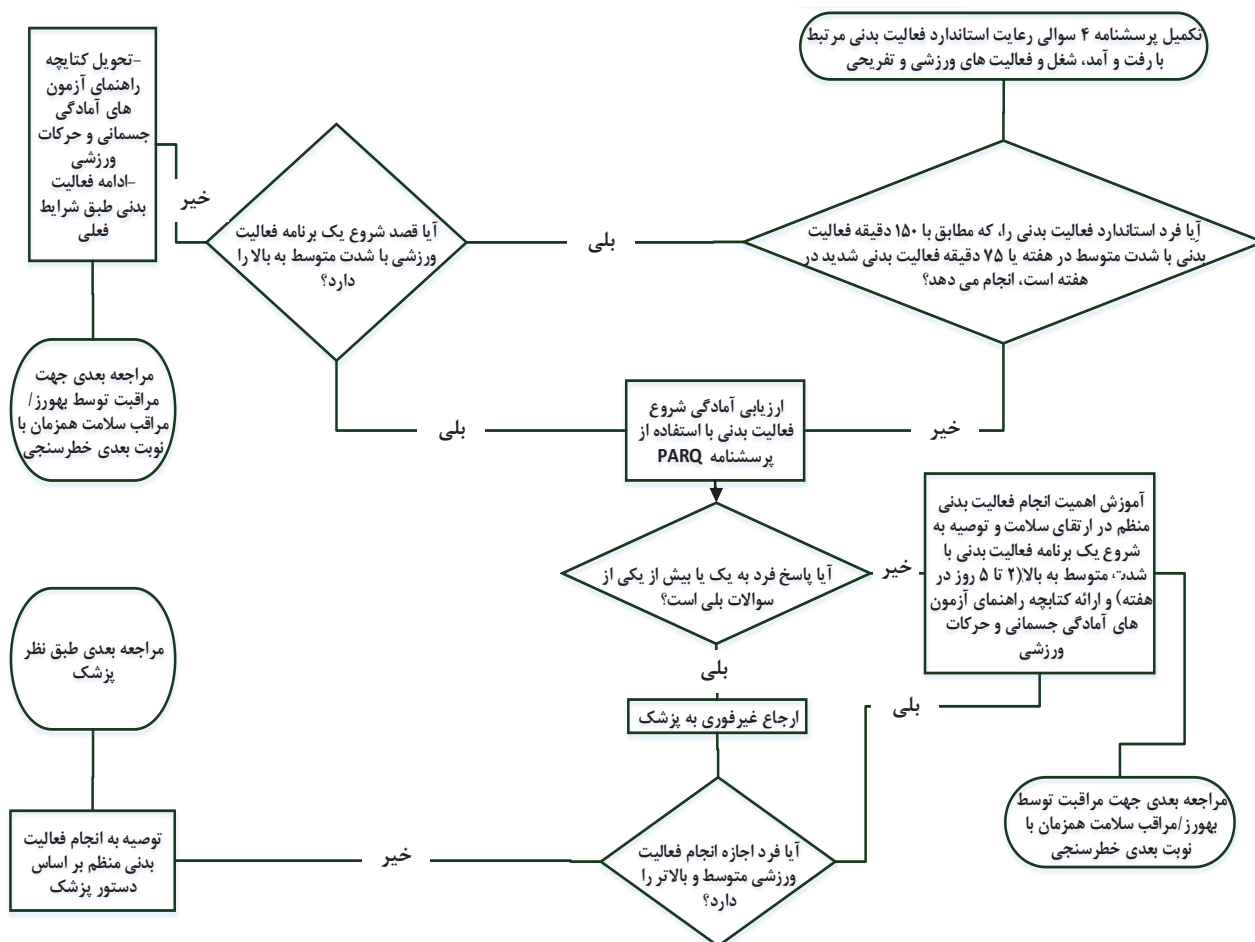 تکمیل پرسشنامه ۴ سوالی رعایت استاندارد فعالیت بدنی مرتبط
با رفت و آمد، شغل و فعالیت های ورزشی و تفریحی
آیا فرد استاندارد فعالیت بدنی را، که مطابق با ۱۵۰ دقیقه فعالیت
بدنی با شدت متوسط در هفته یا ۷۵ دقیقه فعالیت بدنی شدید در
هفته است، انجام می دهد؟
بلی
خیر
آیا قصد شروع یک برنامه فعالیت
ورزشی با شدت متوسط به بالا را
دارد؟
خیر
بلی
-تحویل کتابچه
راهنمای آزمون
های آمادگی
جسمانی و حرکات
ورزشی
-ادامه فعالیت
بدنی طبق شرایط
فعلی
مراجعه بعدی جهت
مراقبت توسط بهورز/
مراقب سلامت همزمان با
نوبت بعدی خطرسنجی
ارزیابی آمادگی شروع
فعالیت بدنی با استفاده از
پرسشنامه PARQ
آیا پاسخ فرد به یک یا بیش از یکی از
سوالات بلی است؟
خیر
بلی
آموزش اهمیت انجام فعالیت بدنی
منظم در ارتقای سلامت و توصیه به
شروع یک برنامه فعالیت بدنی با
شدت متوسط به بالا(۲ تا ۵ روز در
هفته) و ارائه کتابچه راهنمای آزمون
های آمادگی جسمانی و حرکات
ورزشی
ارجاع غیرفوری به پزشک
آیا فرد اجازه انجام فعالیت
ورزشی متوسط و بالاتر را
دارد؟
بلی
خیر
مراجعه بعدی جهت مراقبت توسط
بهورز/مراقب سلامت همزمان با
نوبت بعدی خطرسنجی
توصیه به انجام فعالیت
بدنی منظم بر اساس
دستور پزشک
مراجعه بعدی طبق نظر
پزشک